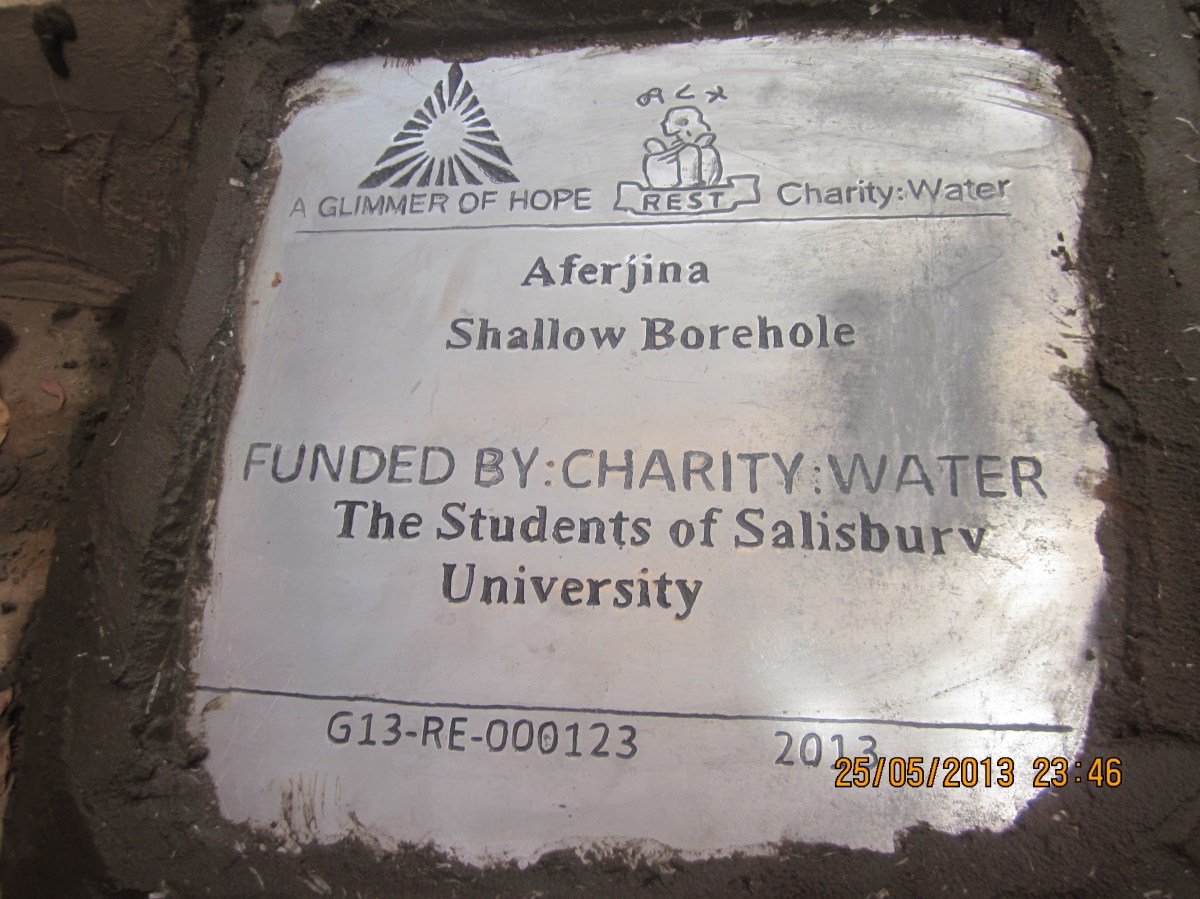 A GLIMMER OF HOPE
REST
Charity:Water
Aferjina
Shallow Borehole
FUNDED BY:CHARITY:WATER
The Students of Salisbury
University
G13-RE-000123
2013
25/05/2013 23:46